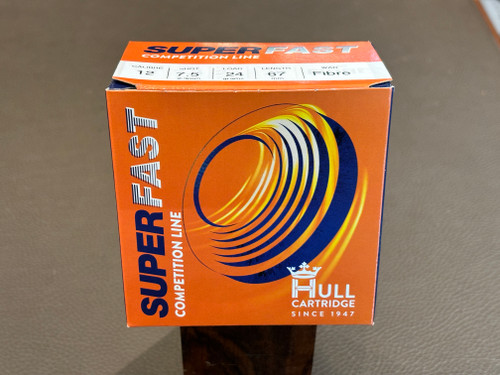 SUPER FAST
COMPETITION LINE
CALIBRE SHOT LOAD LENGTH WAD
12 7.5 24 67 Fibre
SUPER FAST
COMPETITION LINE
HULL
CARTRIDGE
SINCE 1947